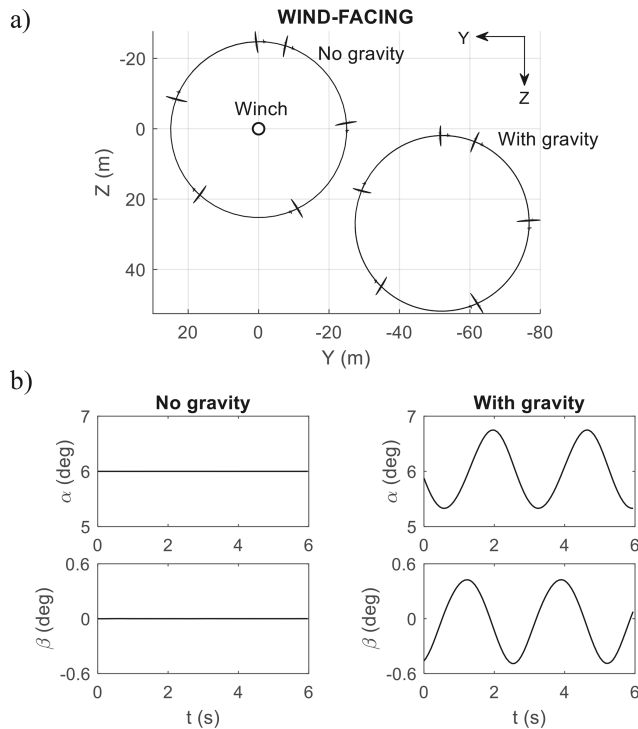 a)
WIND-FACING
No gravity
Y
Z
Winch
With gravity
-20
0
20
40
Z (m)
20 0 -20 -40 -60 -80
Y (m)
b)
No gravity With gravity
7 7
α (deg) 6 α (deg) 6
5 5
0 2 4 6 0 2 4 6
0.6 0.6
β (deg) 0 β (deg) 0
-0.6 -0.6
0 2 4 6 0 2 4 6
t (s) t (s)